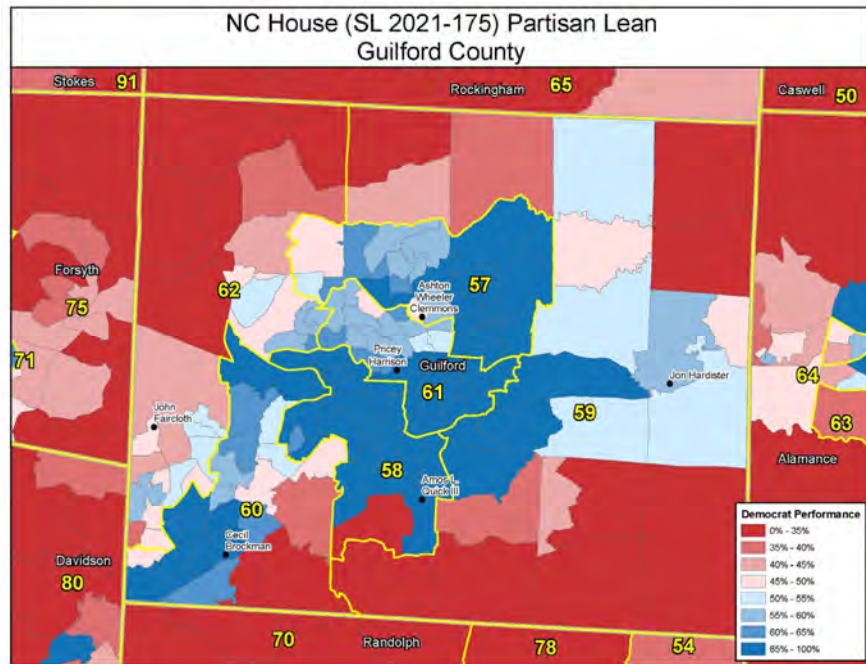 NC House (SL 2021-175) Partisan Lean
Guilford County
Stokes
91
Rockingham
65
Caswell
50
Forsyth
75
71
62
57
Ashton
Wheeler
Clemmons
Pricey
Harrison
Guilford
61
Jon Hardister
59
64
63
Alamance
John
Faircloth
58
Amos L.
Quick III
60
Cecil
Brockman
Davidson
80
70
Randolph
78
54
Democrat Performance
0% - 35%
35% - 40%
40% - 45%
45% - 50%
50% - 55%
55% - 60%
60% - 65%
65% - 100%